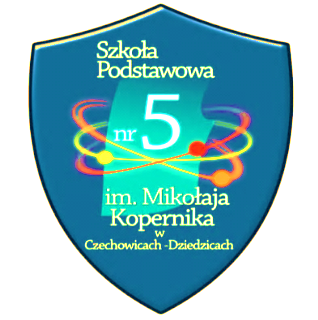 Szkoła
Podstawowa
nr 5
im. Mikołaja
Kopernika
w
Czechowicach -Dziedzicach